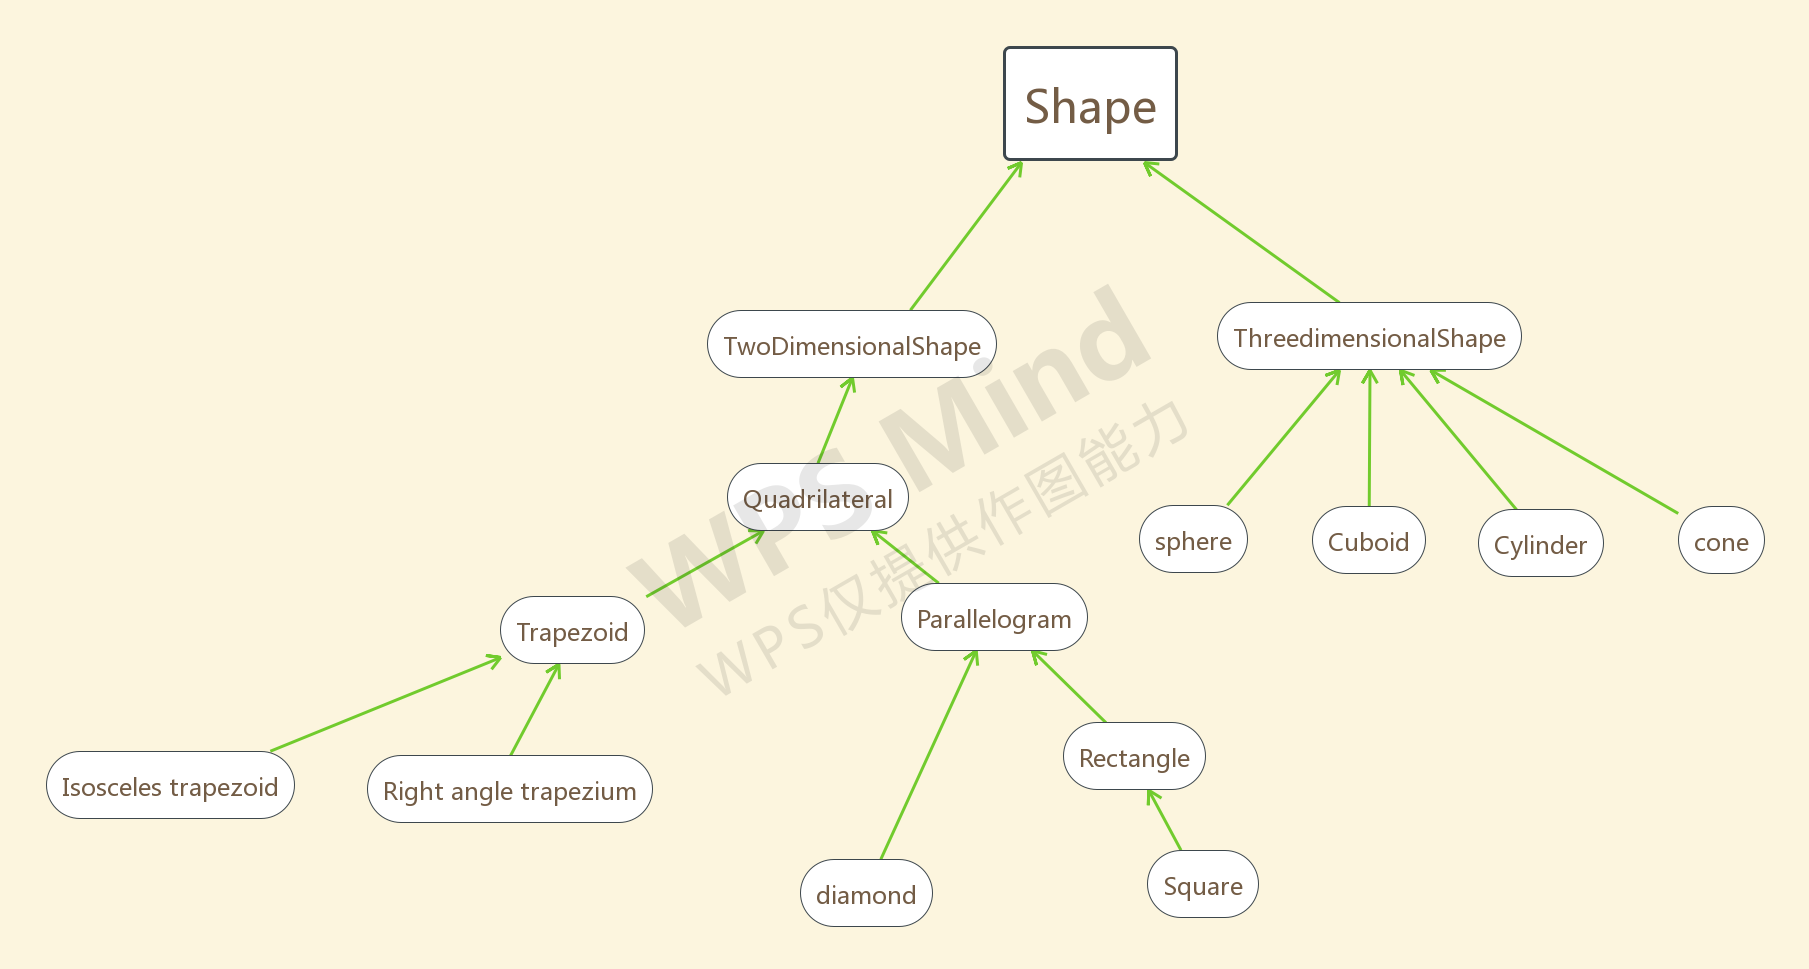 Shape
TwoDimensionalShape
ThreedimensionalShape
Quadrilateral
sphere
Cuboid
Cylinder
cone
Trapezoid
Parallelogram
Isosceles trapezoid
Right angle trapezium
Rectangle
diamond
Square
WPS Mind
WPS仅提供作图能力